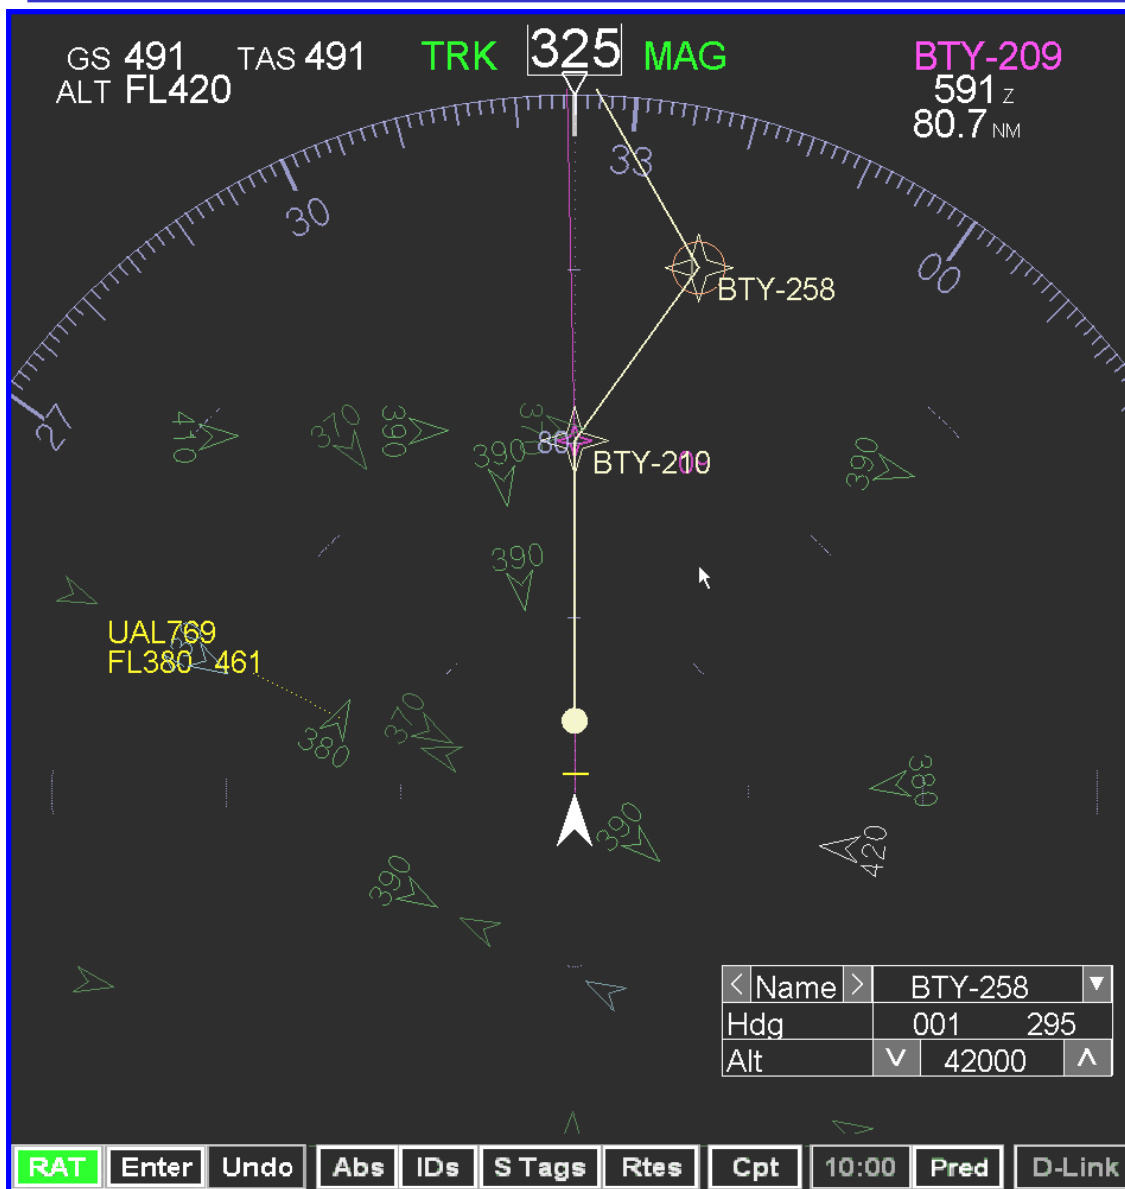 GS 491 TAS 491 TRK 325 MAG BTY-209
ALT FL420 591 Z
80.7 NM
33
30
00
BTY-258
27
410
370
390
370
390
80
BTY-210
390
390
UAL769
FL380 461
370
380
380
390
420
390
< Name > BTY-258 ▼
Hdg 001 295
Alt V 42000 Λ
RAT Enter Undo Abs IDs S Tags Rtes Cpt 10:00 Pred D-Link